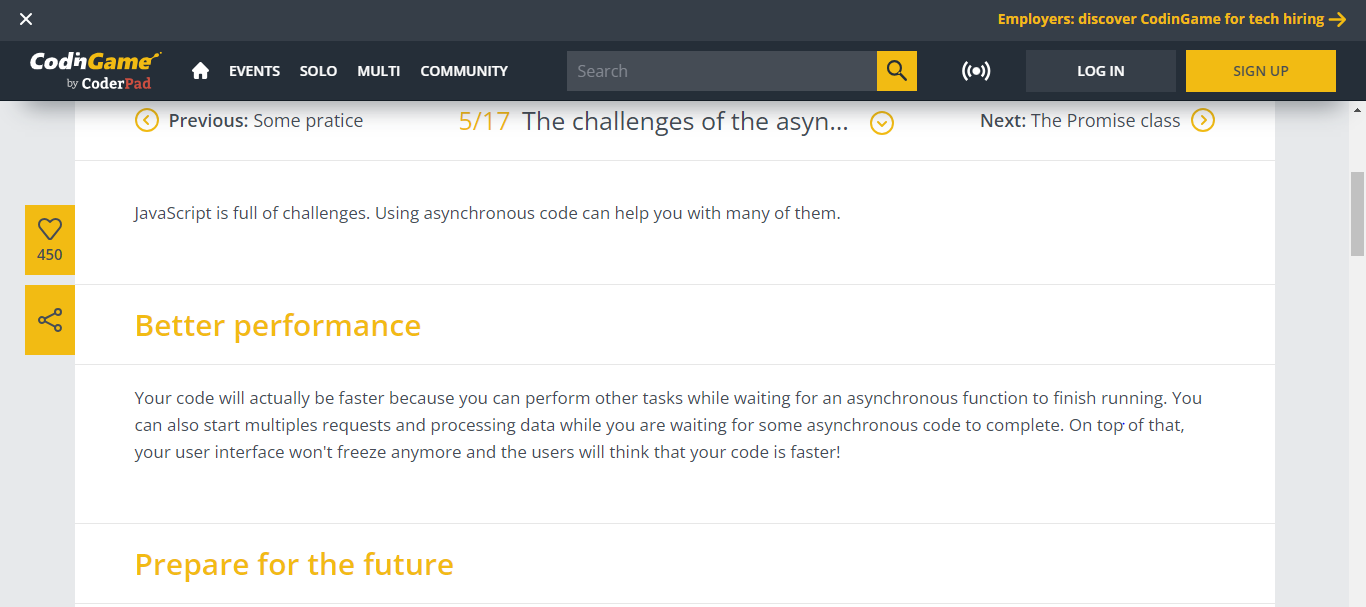 Employers: discover CodinGame for tech hiring
CodinGame
by CoderPad
EVENTS SOLO MULTI COMMUNITY
Search
LOG IN
SIGN UP
Previous: Some pratice
5/17 The challenges of the asyn...
Next: The Promise class
JavaScript is full of challenges. Using asynchronous code can help you with many of them.
450
Better performance
Your code will actually be faster because you can perform other tasks while waiting for an asynchronous function to finish running. You
can also start multiples requests and processing data while you are waiting for some asynchronous code to complete. On top of that,
your user interface won't freeze anymore and the users will think that your code is faster!
Prepare for the future